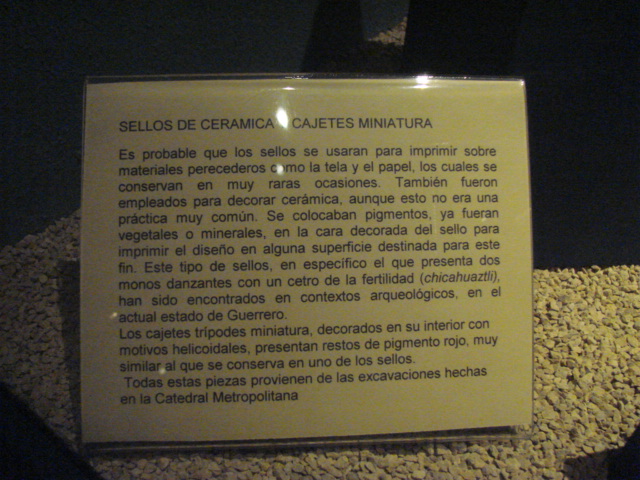 SELLOS DE CERAMICA CAJETES MINIATURA
Es probable que los sellos se usaran para imprimir sobre
materiales perecederos como la tela y el papel, los cuales se
conservan en muy raras ocasiones. También fueron
empleados para decorar cerámica, aunque esto no era una
práctica muy común. Se colocaban pigmentos, ya fueran
vegetales o minerales, en la cara decorada del sello para
imprimir el diseño en alguna superficie destinada para este
fin. Este tipo de sellos, en especifico el que presenta dos
monos danzantes con un cetro de la fertilidad (chicahuaztli),
han sido encontrados en contextos arqueológicos, en el
actual estado de Guerrero.
Los cajetes trípodes miniatura, decorados en su interior con
motivos helicoidales, presentan restos de pigmento rojo, muy
similar al que se conserva en uno de los sellos.
Todas estas piezas provienen de las excavaciones hechas
en la Catedral Metropolitana